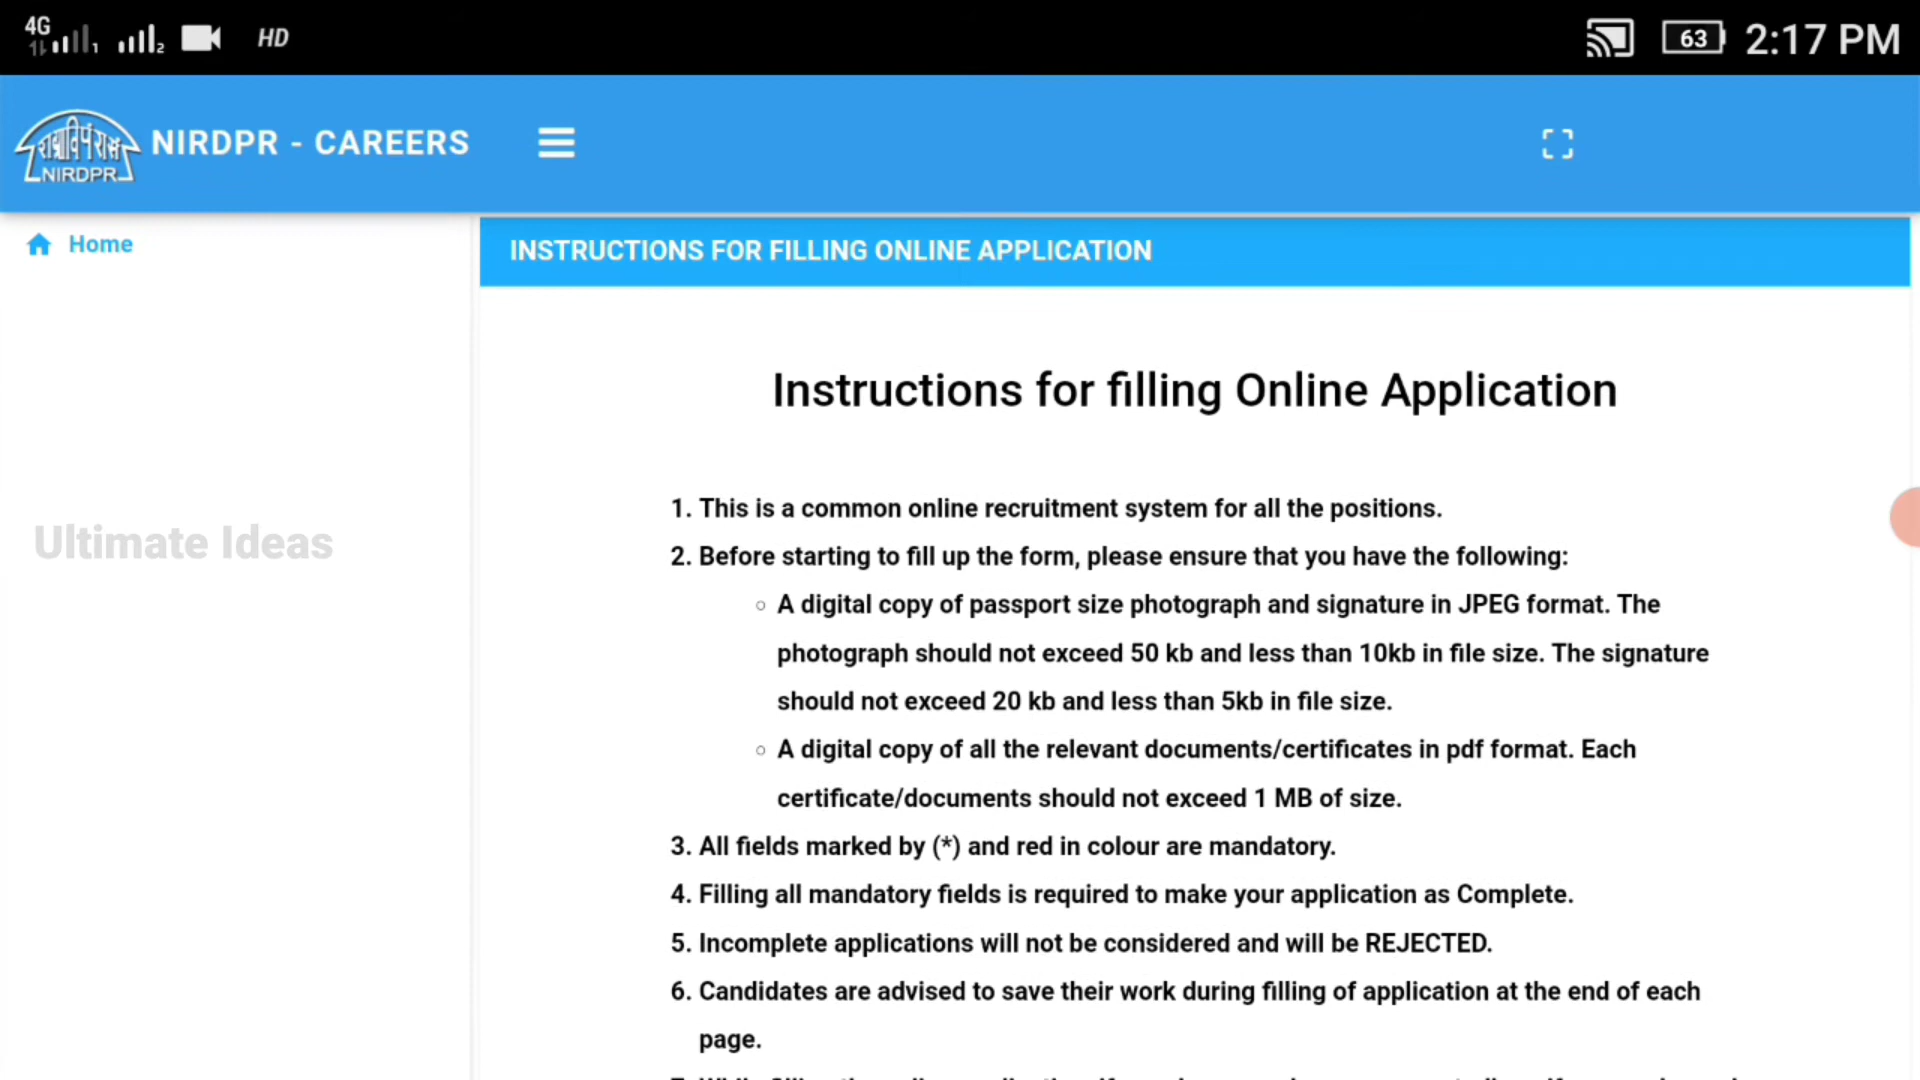 4G
1
2
HD
63
2:17 PM
राग्राविपंरासं
NIRDPR
NIRDPR - CAREERS
Home
INSTRUCTIONS FOR FILLING ONLINE APPLICATION
Instructions for filling Online Application
Ultimate Ideas
1. This is a common online recruitment system for all the positions.
2. Before starting to fill up the form, please ensure that you have the following:
A digital copy of passport size photograph and signature in JPEG format. The
photograph should not exceed 50 kb and less than 10kb in file size. The signature
should not exceed 20 kb and less than 5kb in file size.
A digital copy of all the relevant documents/certificates in pdf format. Each
certificate/documents should not exceed 1 MB of size.
3. All fields marked by (*) and red in colour are mandatory.
4. Filling all mandatory fields is required to make your application as Complete.
5. Incomplete applications will not be considered and will be REJECTED.
6. Candidates are advised to save their work during filling of application at the end of each
page.